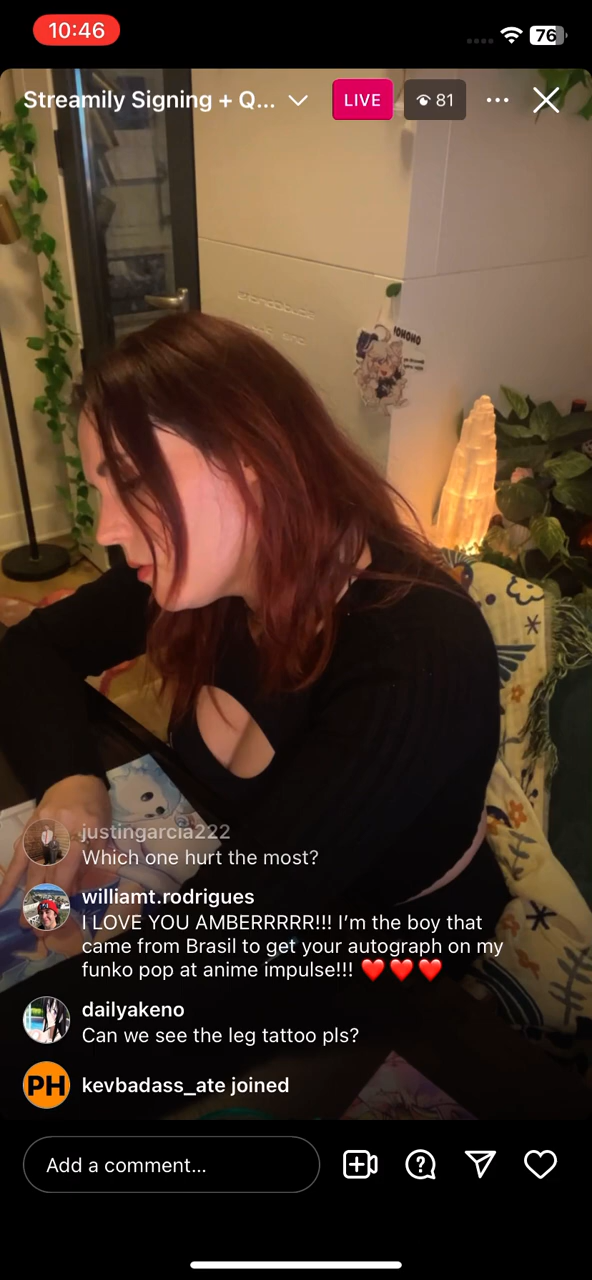 10:46
76
Streamily Signing + Q...
LIVE
81
YOHOHO
justingarcia222
Which one hurt the most?
williamt.rodrigues
I LOVE YOU AMBERRRRR!!! I’m the boy that
came from Brasil to get your autograph on my
funko pop at anime impulse!!! ❤️❤️❤️
dailyakeno
Can we see the leg tattoo pls?
PH
kevbadass_ate joined
Add a comment...